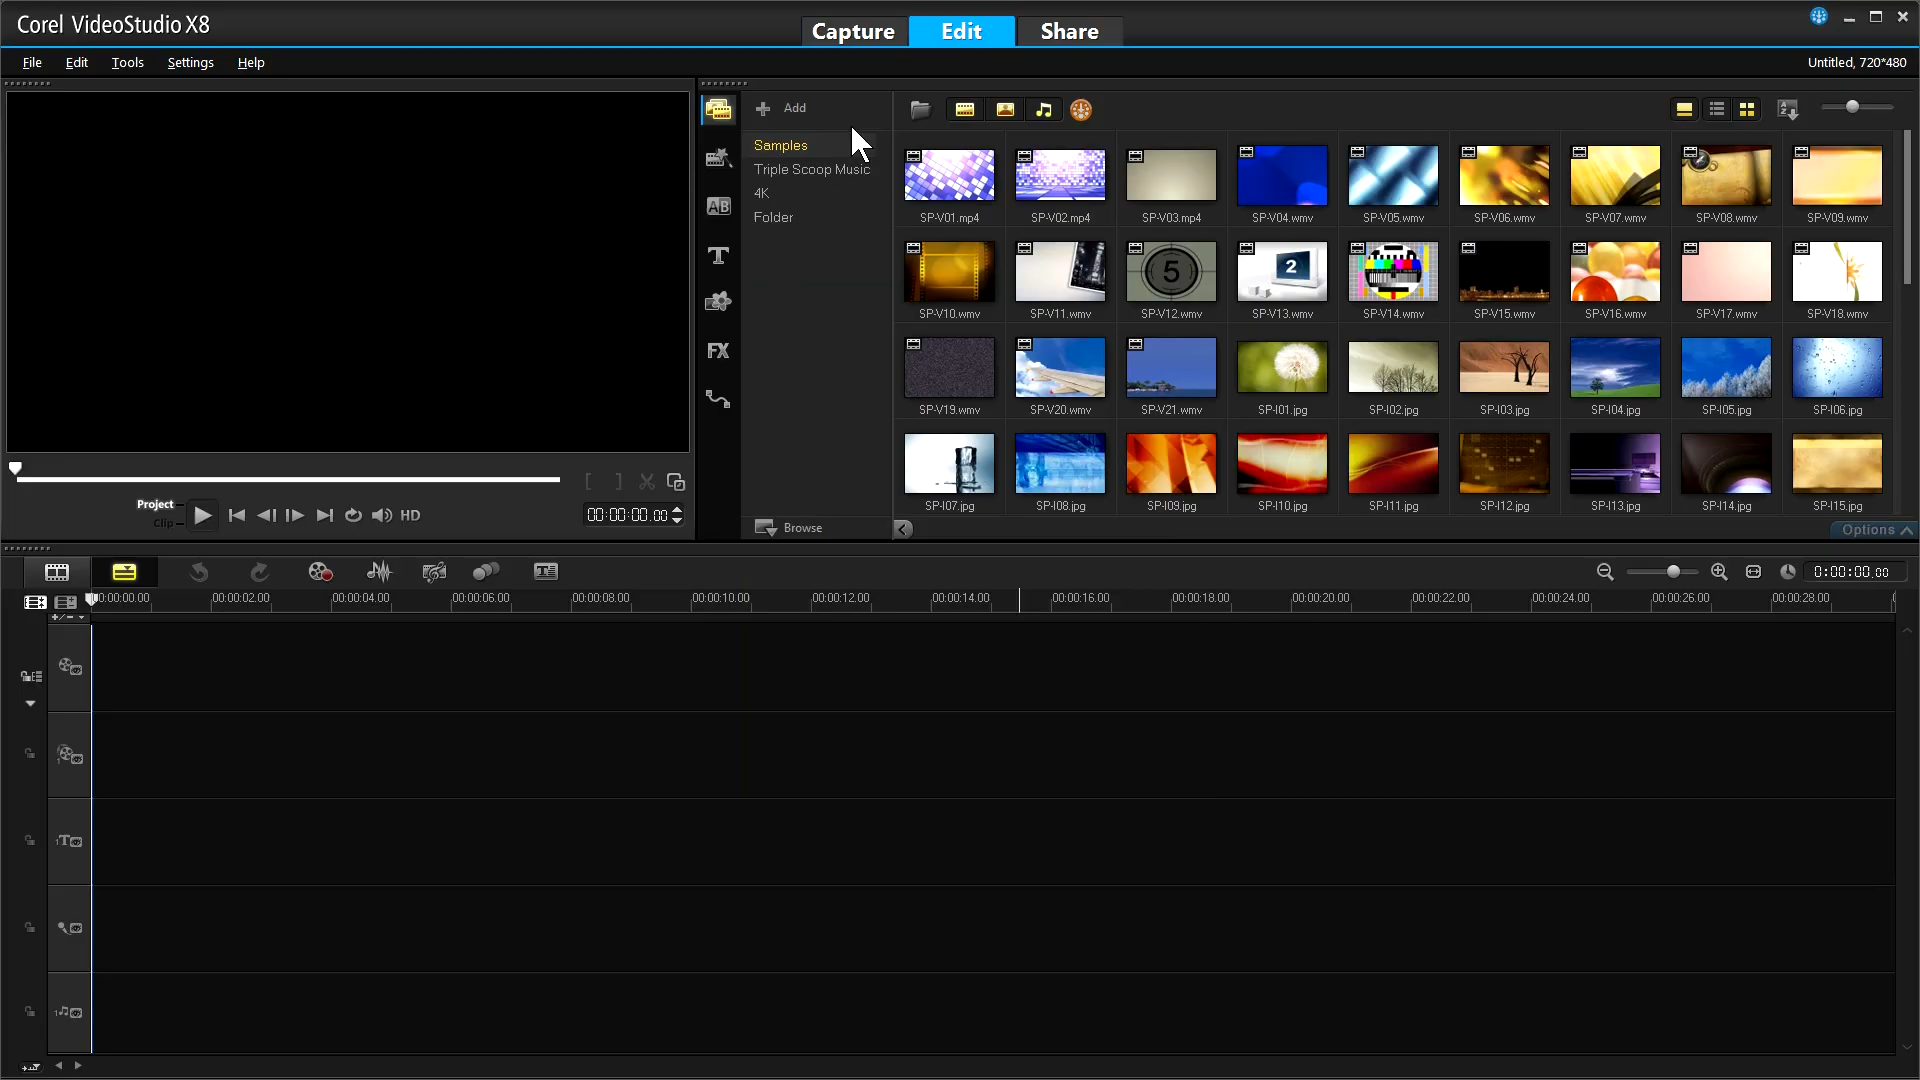 Corel VideoStudio X8
Capture
Edit
Share
File
Edit
Tools
Settings
Help
Untitled, 720*480
Add
Samples
Triple Scoop Music
4K
Folder
AB
T
FX
SP-V01.mp4
SP-V02.mp4
SP-V03.mp4
SP-V04.wmv
SP-V05.wmv
SP-V06.wmv
SP-V07.wmv
SP-V08.wmv
SP-V09.wmv
5
2
SP-V10.wmv
SP-V11.wmv
SP-V12.wmv
SP-V13.wmv
SP-V14.wmv
SP-V15.wmv
SP-V16.wmv
SP-V17.wmv
SP-V18.wmv
SP-V19.wmv
SP-V20.wmv
SP-V21.wmv
SP-I01.jpg
SP-I02.jpg
SP-I03.jpg
SP-I04.jpg
SP-I05.jpg
SP-I06.jpg
SP-I07.jpg
SP-I08.jpg
SP-I09.jpg
SP-I10.jpg
SP-I11.jpg
SP-I12.jpg
SP-I13.jpg
SP-I14.jpg
SP-I15.jpg
Project
Clip
HD
00:00:00.00
Browse
Options
0:00:00.00
00:00:00.00
00:00:02.00
00:00:04.00
00:00:06.00
00:00:08.00
00:00:10.00
00:00:12.00
00:00:14.00
00:00:16.00
00:00:18.00
00:00:20.00
00:00:22.00
00:00:24.00
00:00:26.00
00:00:28.00
1
1T
1